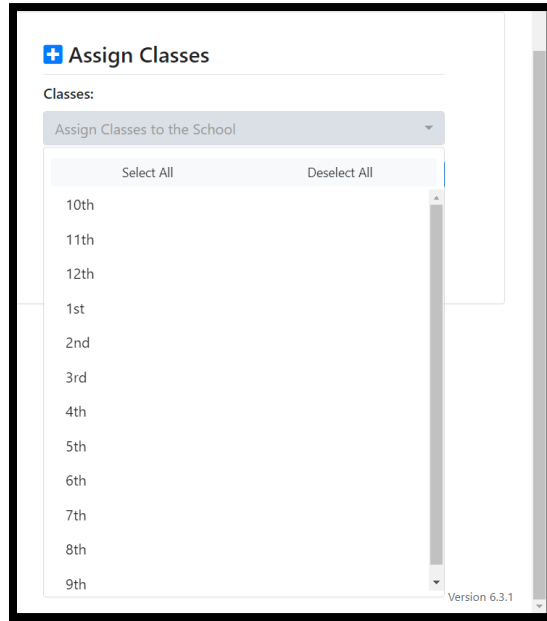 Assign Classes
Classes:
Assign Classes to the School
Select All Deselect All
10th
11th
12th
1st
2nd
3rd
4th
5th
6th
7th
8th
9th
Version 6.3.1